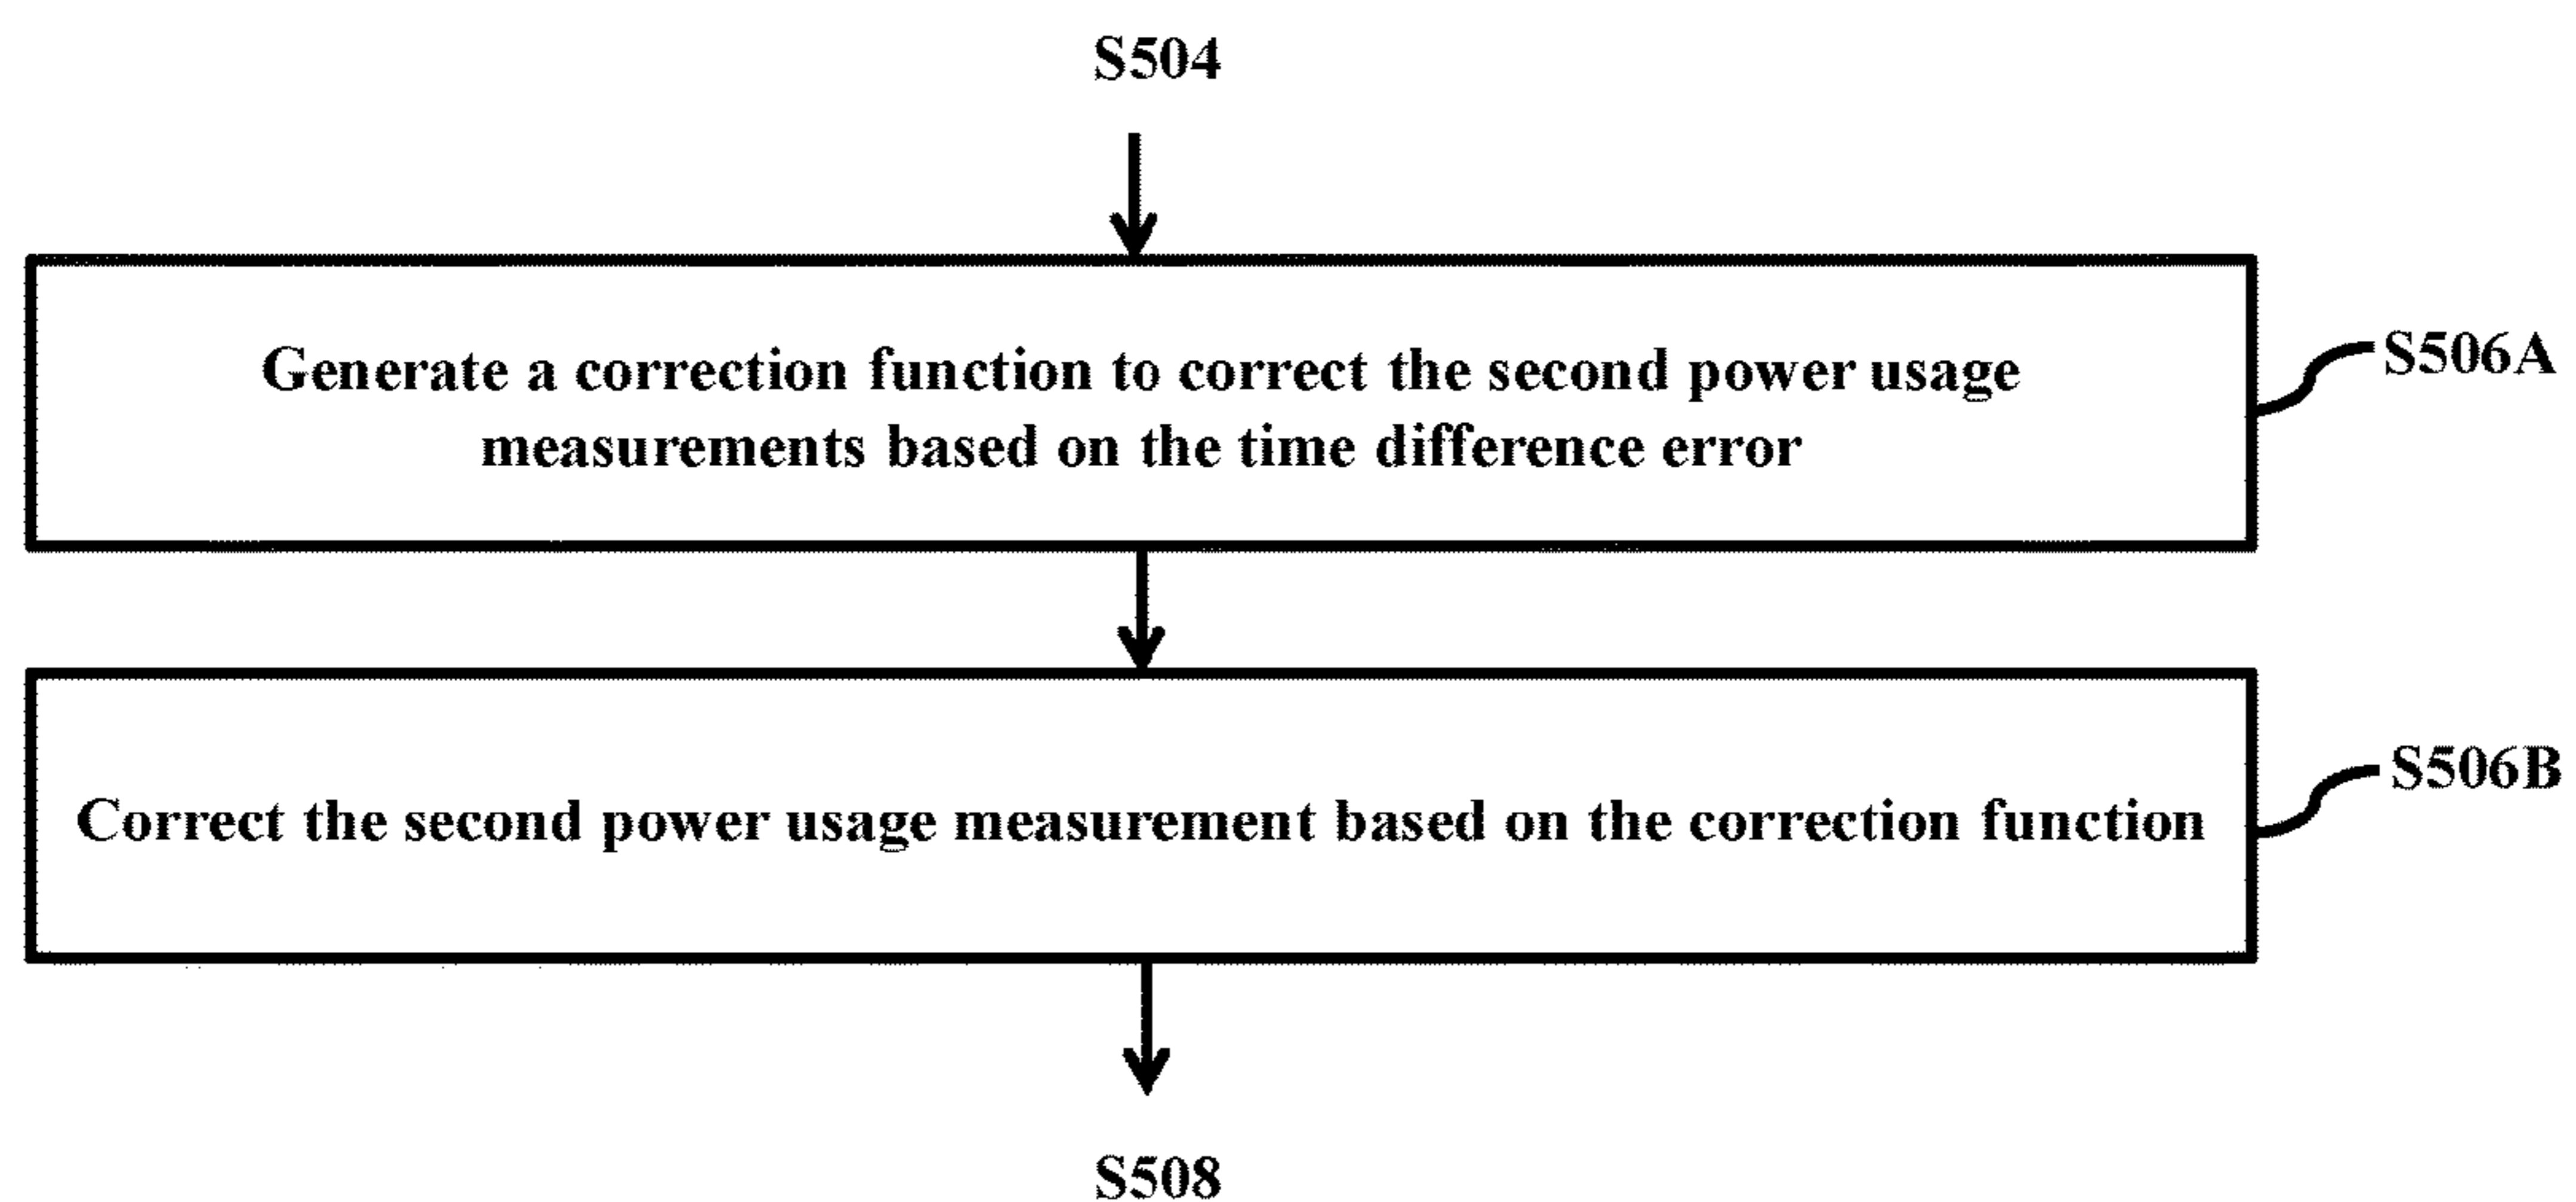 S504
Generate a correction function to correct the second power usage
measurements based on the time difference error
S506A
Correct the second power usage measurement based on the correction function
S506B
S508